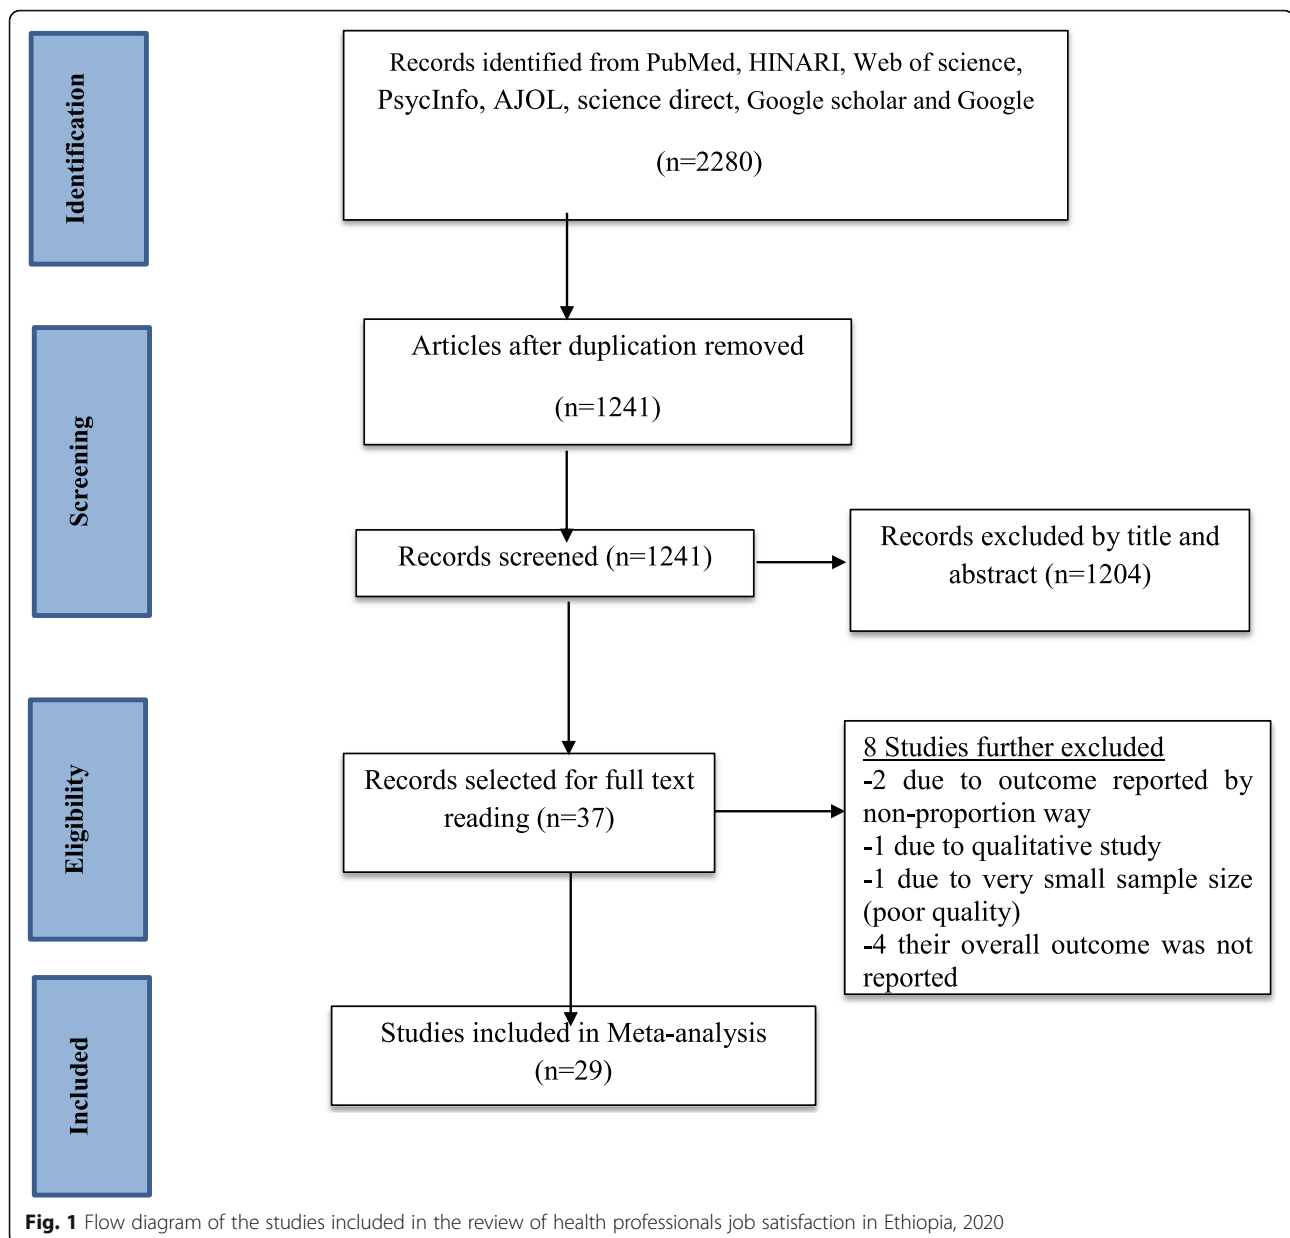 Identification
Records identified from PubMed, HINARI, Web of science,
PsycInfo, AJOL, science direct, Google scholar and Google
(n=2280)
Screening
Articles after duplication removed
(n=1241)
Records screened (n=1241)
Records excluded by title and
abstract (n=1204)
Eligibility
Records selected for full text
reading (n=37)
8 Studies further excluded
-2 due to outcome reported by
non-proportion way
-1 due to qualitative study
-1 due to very small sample size
(poor quality)
-4 their overall outcome was not
reported
Included
Studies included in Meta-analysis
(n=29)
Fig. 1 Flow diagram of the studies included in the review of health professionals job satisfaction in Ethiopia, 2020